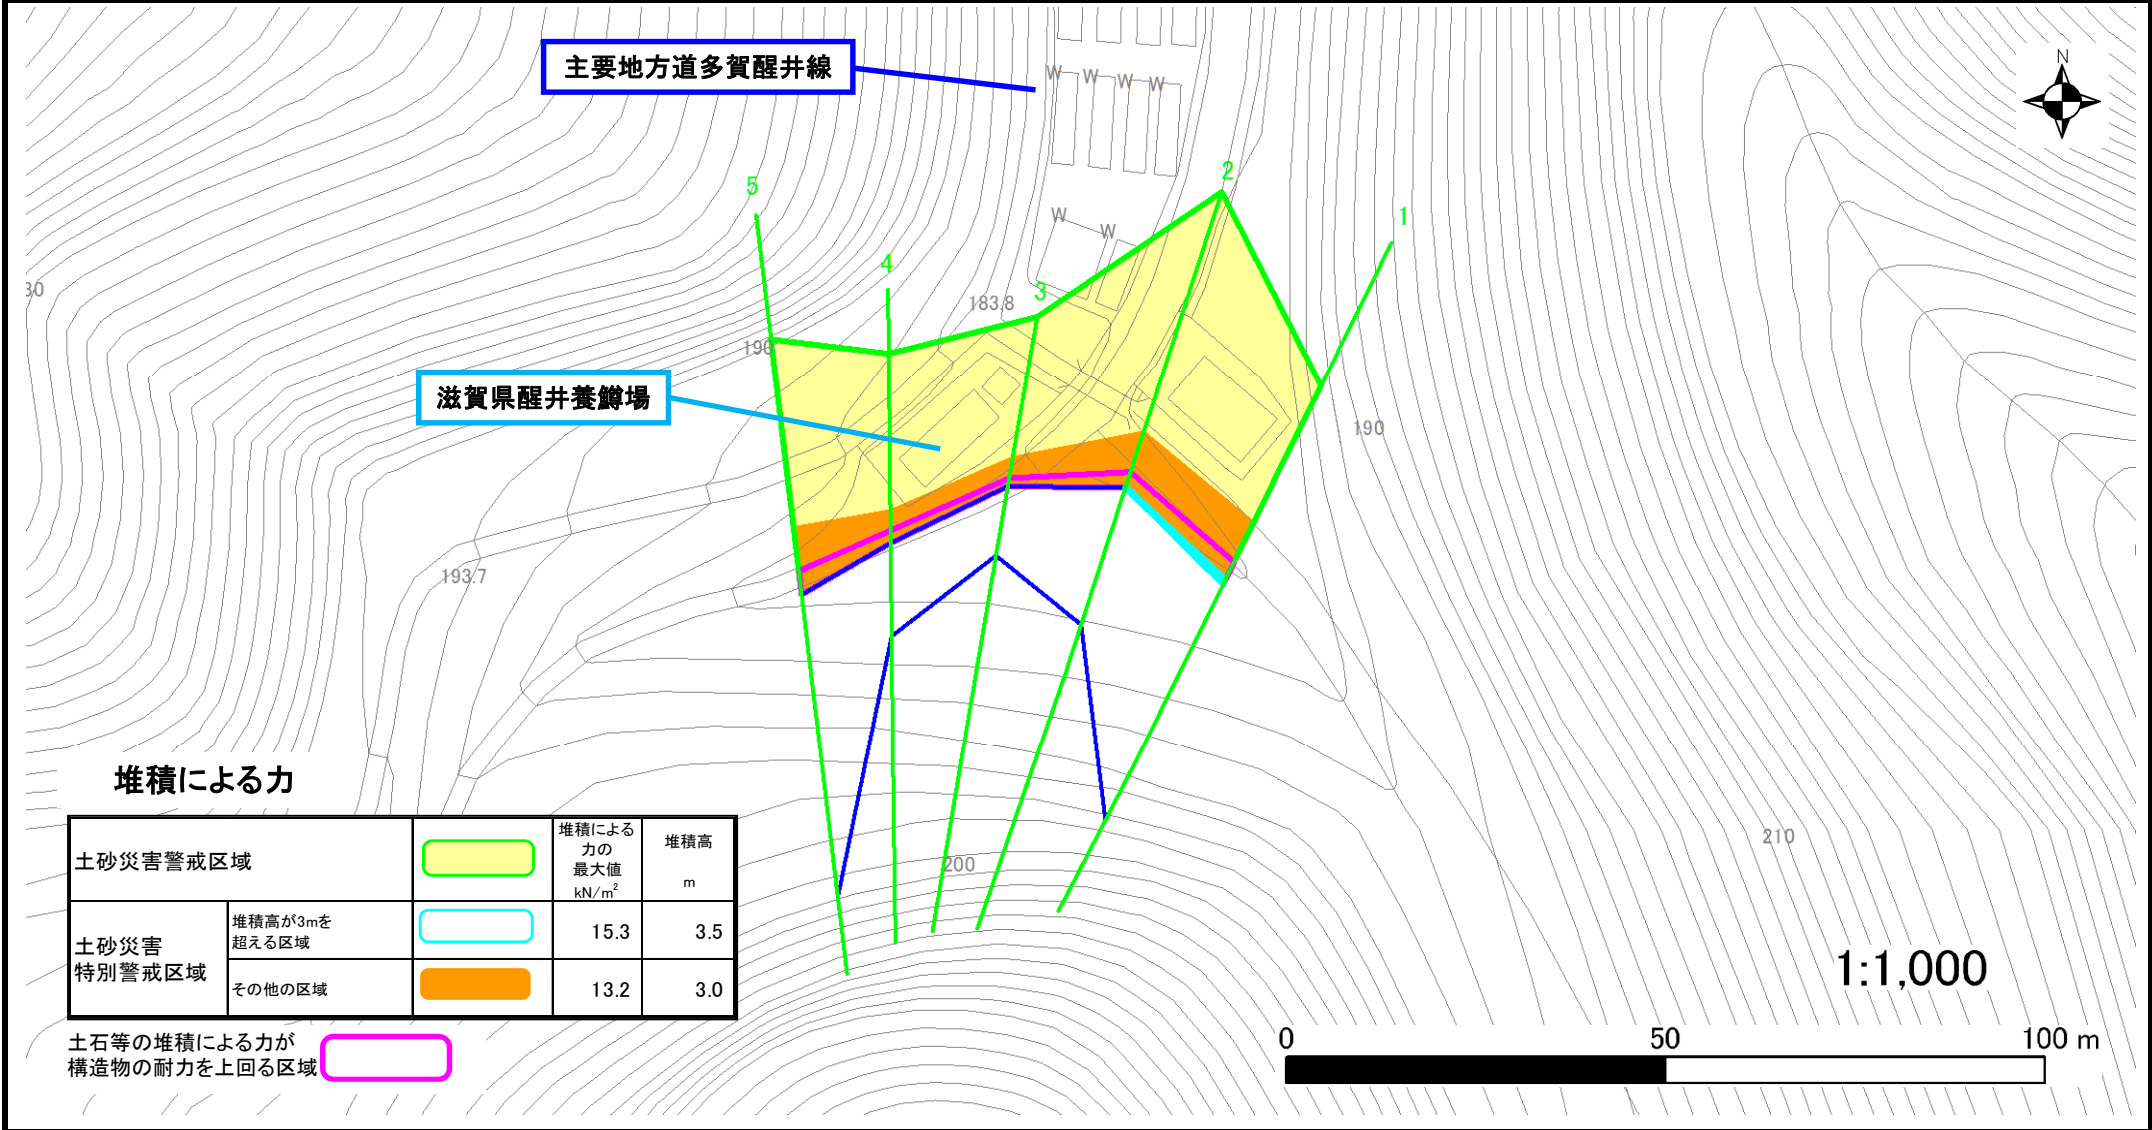 主要地方道多賀醒井線
N
W W W W
5
2
1
W
W
4
3
30
183.8
190
滋賀県醒井養鱒場
190
193.7
210
200
堆積による力
土砂災害警戒区域
堆積による
力の
最大値
kN/m²
堆積高
m
土砂災害
特別警戒区域
堆積高が3mを
超える区域
15.3
3.5
その他の区域
13.2
3.0
土石等の堆積による力が
構造物の耐力を上回る区域
1:1,000
0 50 100 m